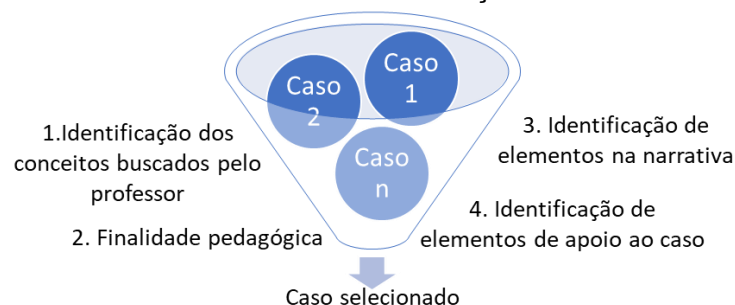 Caso
1
Caso
2
Caso
n
1.Identificação dos
conceitos buscados pelo
professor
2. Finalidade pedagógica
3. Identificação de
elementos na narrativa
4. Identificação de
elementos de apoio ao caso
Caso selecionado